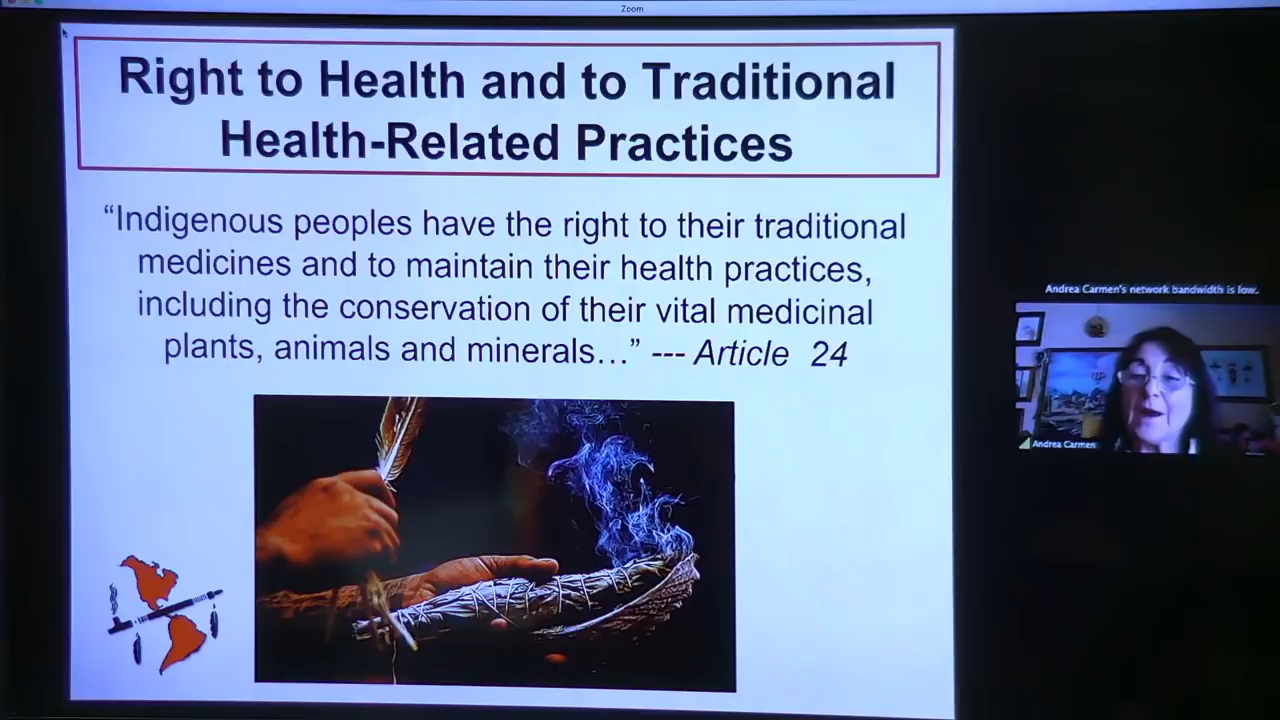 Zoom
Right to Health and to Traditional
Health-Related Practices
“Indigenous peoples have the right to their traditional
medicines and to maintain their health practices,
including the conservation of their vital medicinal
plants, animals and minerals…” --- Article 24
Andrea Carmen's network bandwidth is low.
Andrea Carmen